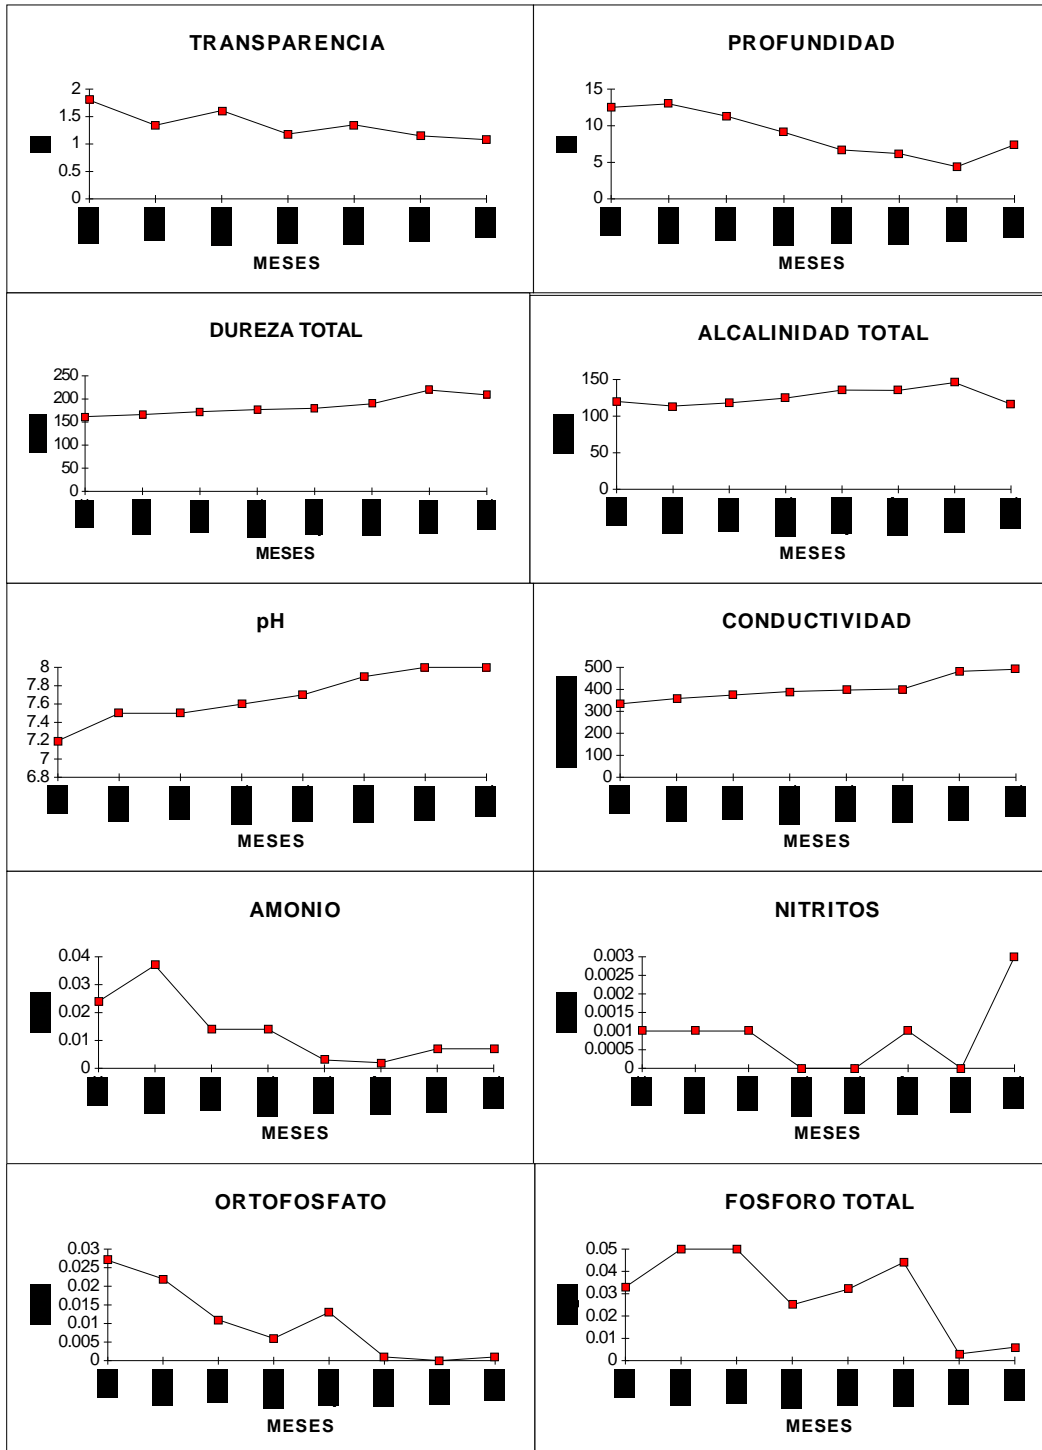 TRANSPARENCIA
2
1.5
1
0.5
0
MESES
PROFUNDIDAD
15
10
5
0
MESES
DUREZA TOTAL
250
200
150
100
50
0
MESES
ALCALINIDAD TOTAL
150
100
50
0
MESES
pH
8
7.8
7.6
7.4
7.2
7
6.8
MESES
CONDUCTIVIDAD
500
400
300
200
100
0
MESES
AMONIO
0.04
0.03
0.02
0.01
0
MESES
NITRITOS
0.003
0.0025
0.002
0.0015
0.001
0.0005
0
MESES
ORTOFOSFATO
0.03
0.025
0.02
0.015
0.01
0.005
0
MESES
FOSFORO TOTAL
0.05
0.04
0.03
0.02
0.01
0
MESES